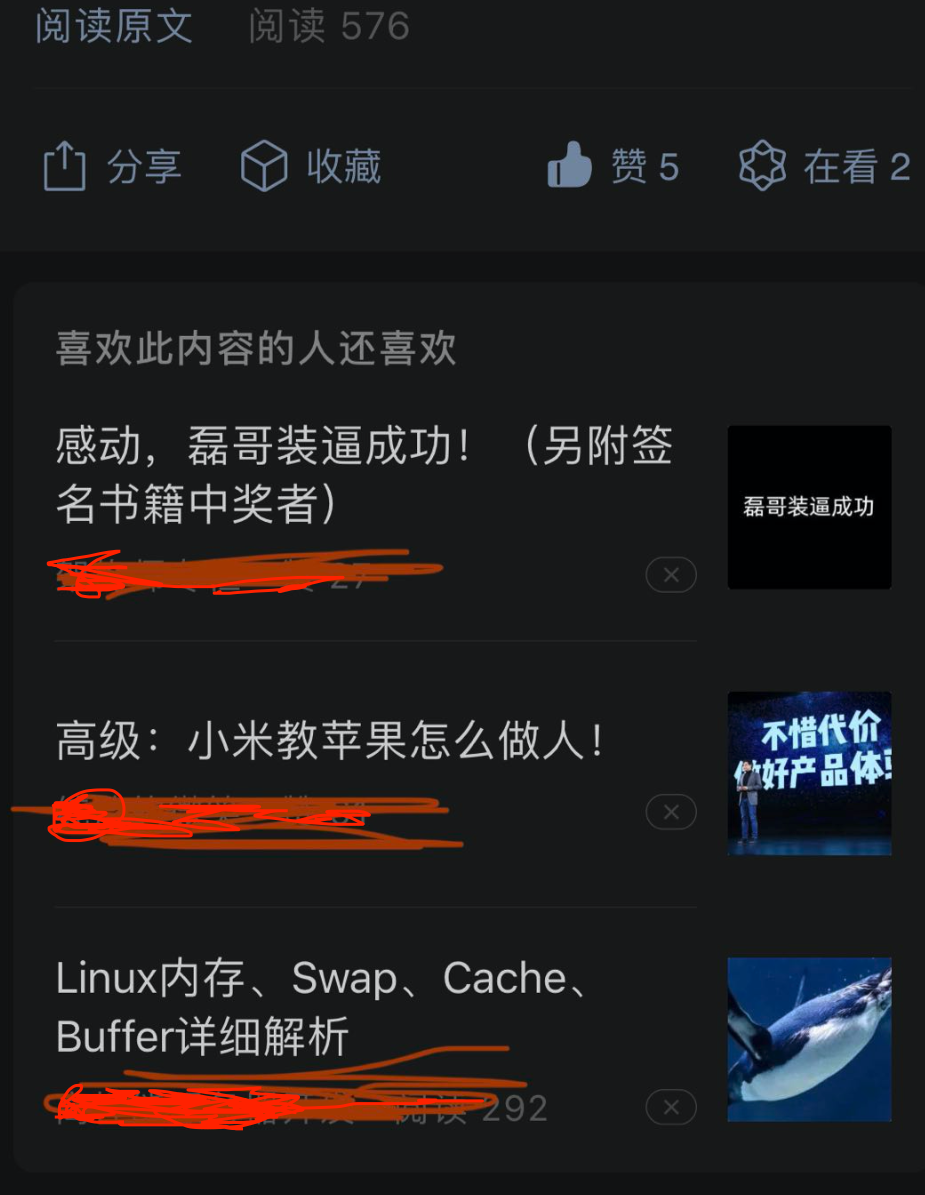 阅读原文 阅读 576
分享 收藏 赞 5 在看 2
喜欢此内容的人还喜欢
感动，磊哥装逼成功！（另附签
名书籍中奖者）
磊哥装逼成功
高级：小米教苹果怎么做人！
不惜代价
做好产品体
Linux内存、Swap、Cache、
Buffer详细解析
阅读 292